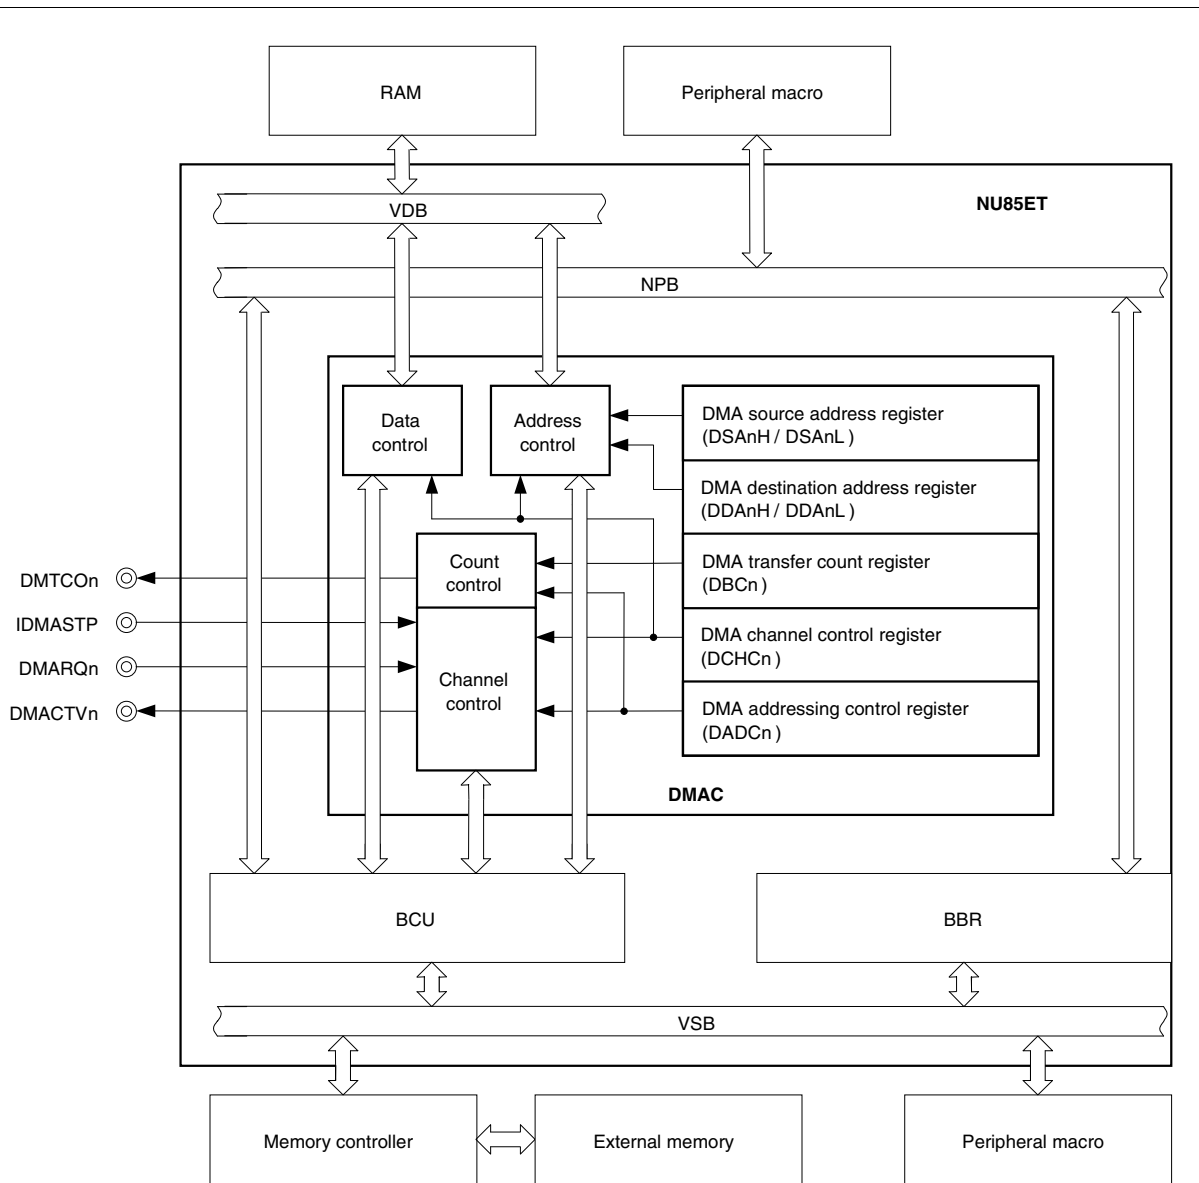 RAM
Peripheral macro
VDB
NU85ET
NPB
Data
control
Address
control
DMA source address register
(DSAnH / DSAnL)
DMA destination address register
(DDAnH / DDAnL)
Count
control
DMA transfer count register
(DBCn)
DMTCOn
IDMASTP
DMARQn
DMACTVn
Channel
control
DMA channel control register
(DCHCn)
DMA addressing control register
(DADCn)
DMAC
BCU
BBR
VSB
Memory controller
External memory
Peripheral macro